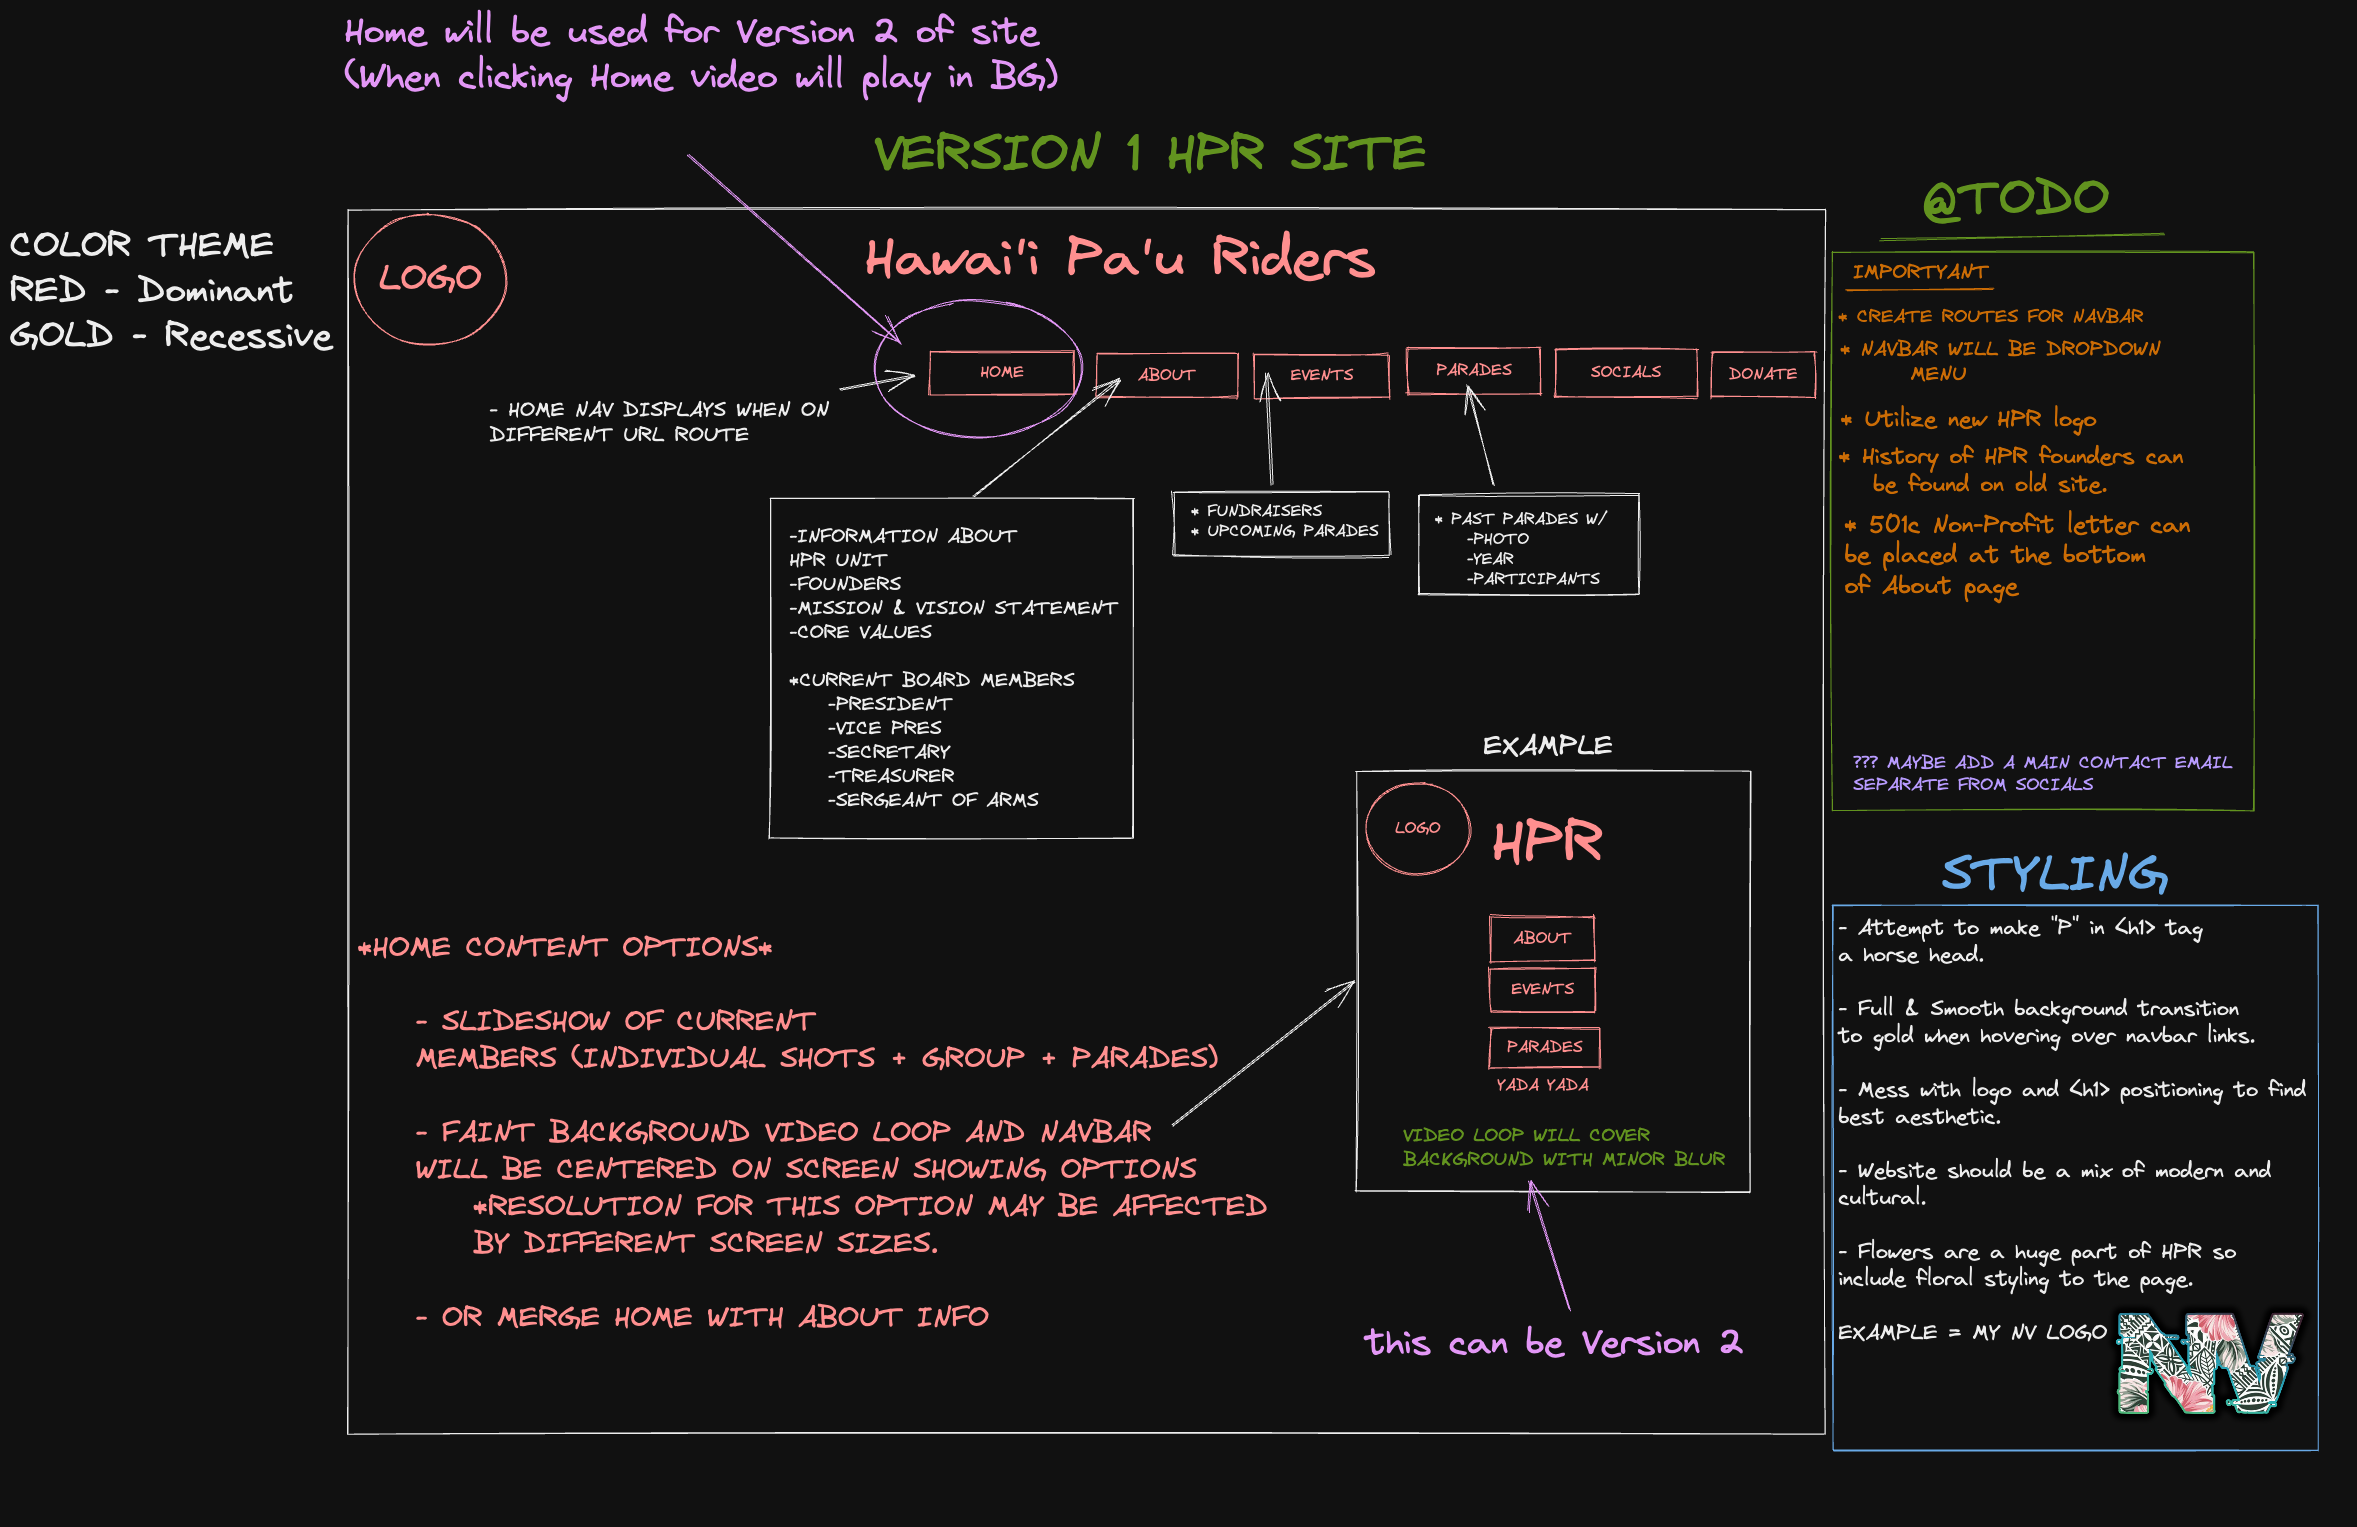 Home will be used for Version 2 of site
(When clicking Home video will play in BG)
VERSION 1 HPR SITE
COLOR THEME
RED - Dominant
GOLD - Recessive
LOGO
Hawai'i Pa'u Riders
HOME
ABOUT
EVENTS
PARADES
SOCIALS
DONATE
- HOME NAV DISPLAYS WHEN ON
DIFFERENT URL ROUTE
-INFORMATION ABOUT
HPR UNIT
-FOUNDERS
-MISSION & VISION STATEMENT
-CORE VALUES
*CURRENT BOARD MEMBERS
-PRESIDENT
-VICE PRES
-SECRETARY
-TREASURER
-SERGEANT OF ARMS
* FUNDRAISERS
* UPCOMING PARADES
* PAST PARADES W/
-PHOTO
-YEAR
-PARTICIPANTS
*HOME CONTENT OPTIONS*
- SLIDESHOW OF CURRENT
MEMBERS (INDIVIDUAL SHOTS + GROUP + PARADES)
- FAINT BACKGROUND VIDEO LOOP AND NAVBAR
WILL BE CENTERED ON SCREEN SHOWING OPTIONS
*RESOLUTION FOR THIS OPTION MAY BE AFFECTED
BY DIFFERENT SCREEN SIZES.
- OR MERGE HOME WITH ABOUT INFO
EXAMPLE
LOGO
HPR
ABOUT
EVENTS
PARADES
YADA YADA
VIDEO LOOP WILL COVER
BACKGROUND WITH MINOR BLUR
this can be Version 2
@TODO
IMPORTYANT
* CREATE ROUTES FOR NAVBAR
* NAVBAR WILL BE DROPDOWN
MENU
* Utilize new HPR logo
* History of HPR founders can
be found on old site.
* 501c Non-Profit letter can
be placed at the bottom
of About page
??? MAYBE ADD A MAIN CONTACT EMAIL
SEPARATE FROM SOCIALS
STYLING
- Attempt to make "P" in <h1> tag
a horse head.
- Full & Smooth background transition
to gold when hovering over navbar links.
- Mess with logo and <h1> positioning to find
best aesthetic.
- Website should be a mix of modern and
cultural.
- Flowers are a huge part of HPR so
include floral styling to the page.
EXAMPLE = MY NV LOGO
NV